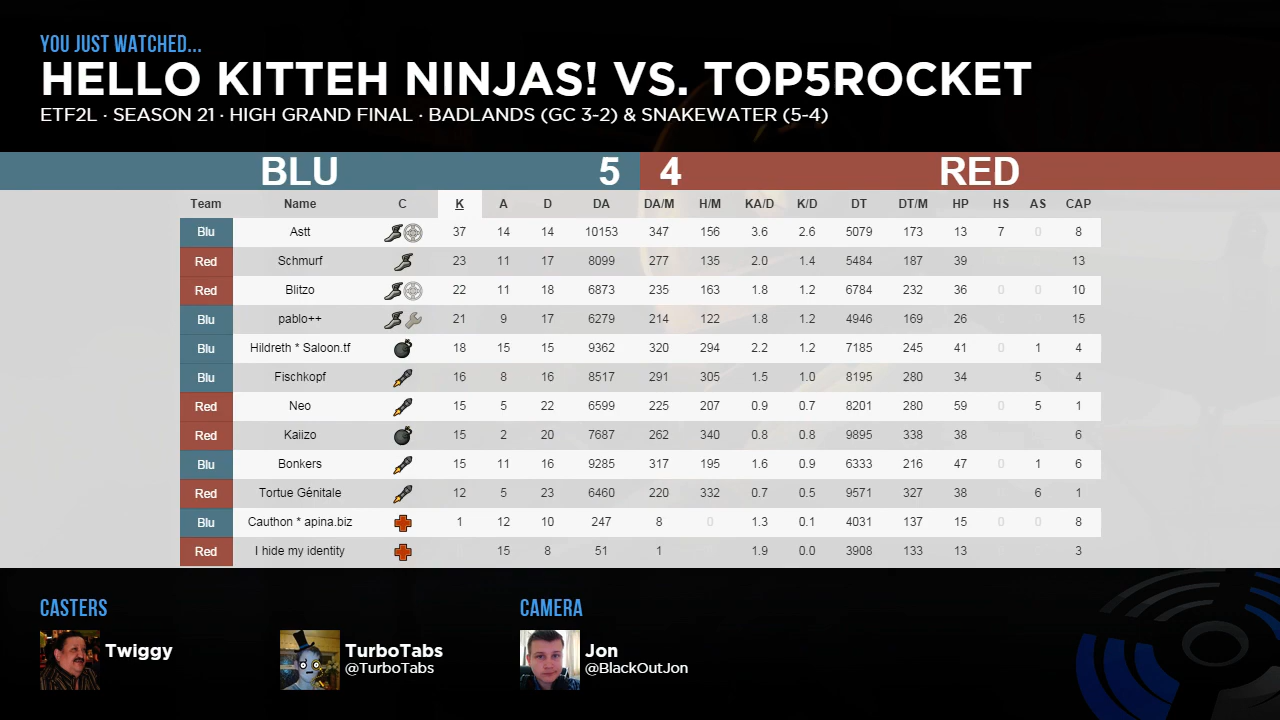 YOU JUST WATCHED...
HELLO KITTEH NINJAS! VS. TOP5ROCKET
ETF2L · SEASON 21 · HIGH GRAND FINAL · BADLANDS (GC 3-2) & SNAKEWATER (5-4)
BLU 5 4 RED
Team Name C K A D DA DA/M H/M KA/D K/D DT DT/M HP HS AS CAP
Blu Astt 37 14 14 10153 347 156 3.6 2.6 5079 173 13 7 0 8
Red Schmurf 23 11 17 8099 277 135 2.0 1.4 5484 187 39 13
Red Blitzo 22 11 18 6873 235 163 1.8 1.2 6784 232 36 0 0 10
Blu pablo++ 21 9 17 6279 214 122 1.8 1.2 4946 169 26 15
Blu Hildreth * Saloon.tf 18 15 15 9362 320 294 2.2 1.2 7185 245 41 0 1 4
Blu Fischkopf 16 8 16 8517 291 305 1.5 1.0 8195 280 34 5 4
Red Neo 15 5 22 6599 225 207 0.9 0.7 8201 280 59 0 5 1
Red Kaiizo 15 2 20 7687 262 340 0.8 0.8 9895 338 38 6
Blu Bonkers 15 11 16 9285 317 195 1.6 0.9 6333 216 47 0 1 6
Red Tortue Génitale 12 5 23 6460 220 332 0.7 0.5 9571 327 38 6 1
Blu Cauthon * apina.biz 1 12 10 247 8 0 1.3 0.1 4031 137 15 0 0 8
Red I hide my identity 15 8 51 1 1.9 0.0 3908 133 13 3
CASTERS
Twiggy
TurboTabs
@TurboTabs
CAMERA
Jon
@BlackOutJon